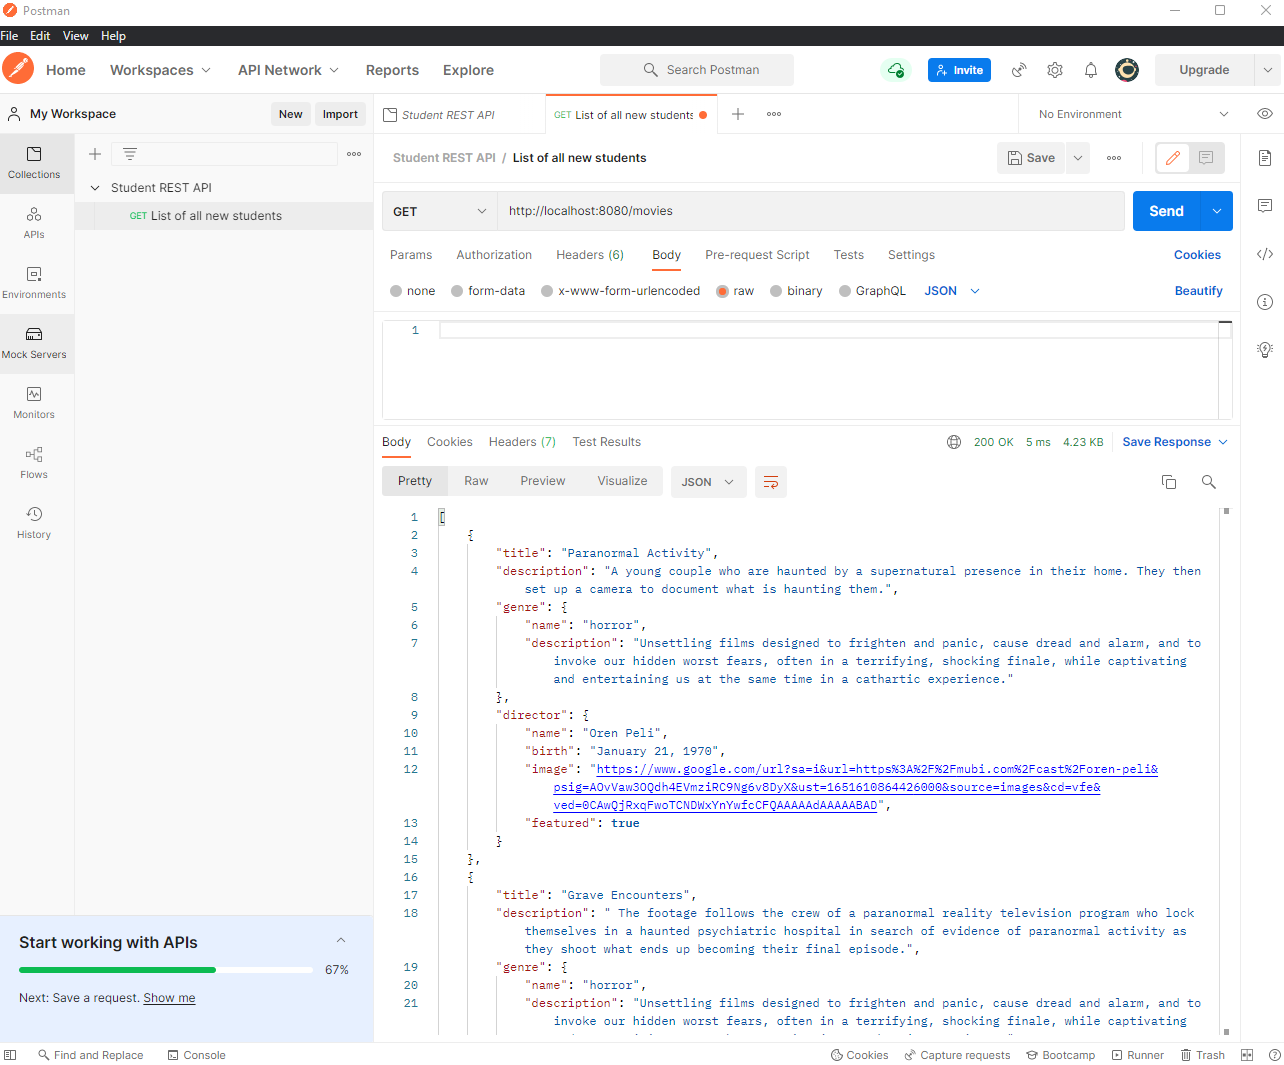 Postman
File Edit View Help
Home Workspaces API Network Reports Explore Search Postman Invite Upgrade
My Workspace New Import Student REST API GET List of all new students No Environment
Collections
APIs
Environments
Mock Servers
Monitors
Flows
History
Student REST API
GET List of all new students
Student REST API / List of all new students Save
GET http://localhost:8080/movies Send
Params Authorization Headers (6) Body Pre-request Script Tests Settings Cookies
none form-data x-www-form-urlencoded raw binary GraphQL JSON Beautify
1
Body Cookies Headers (7) Test Results 200 OK 5 ms 4.23 KB Save Response
Pretty Raw Preview Visualize JSON
1 [
2 {
3 "title": "Paranormal Activity",
4 "description": "A young couple who are haunted by a supernatural presence in their home. They then
set up a camera to document what is haunting them.",
5 "genre": {
6 "name": "horror",
7 "description": "Unsettling films designed to frighten and panic, cause dread and alarm, and to
invoke our hidden worst fears, often in a terrifying, shocking finale, while captivating
and entertaining us at the same time in a cathartic experience."
8 },
9 "director": {
10 "name": "Oren Peli",
11 "birth": "January 21, 1970",
12 "image": "https://www.google.com/url?sa=i&url=https%3A%2F%2Fmubi.com%2Fcast%2Foren-peli&
psig=AOvVaw3OQdh4EVmziRC9Ng6v8DyX&ust=1651610864426000&source=images&cd=vfe&
ved=0CAwQjRxqFwoTCNDWxYnYwfcCFQAAAAAdAAAAABAD",
13 "featured": true
14 }
15 },
16 {
17 "title": "Grave Encounters",
18 "description": " The footage follows the crew of a paranormal reality television program who lock
themselves in a haunted psychiatric hospital in search of evidence of paranormal activity as
they shoot what ends up becoming their final episode.",
19 "genre": {
20 "name": "horror",
21 "description": "Unsettling films designed to frighten and panic, cause dread and alarm, and to
invoke our hidden worst fears, often in a terrifying, shocking finale, while captivating
Start working with APIs
67%
Next: Save a request. Show me
Find and Replace Console Cookies Capture requests Bootcamp Runner Trash